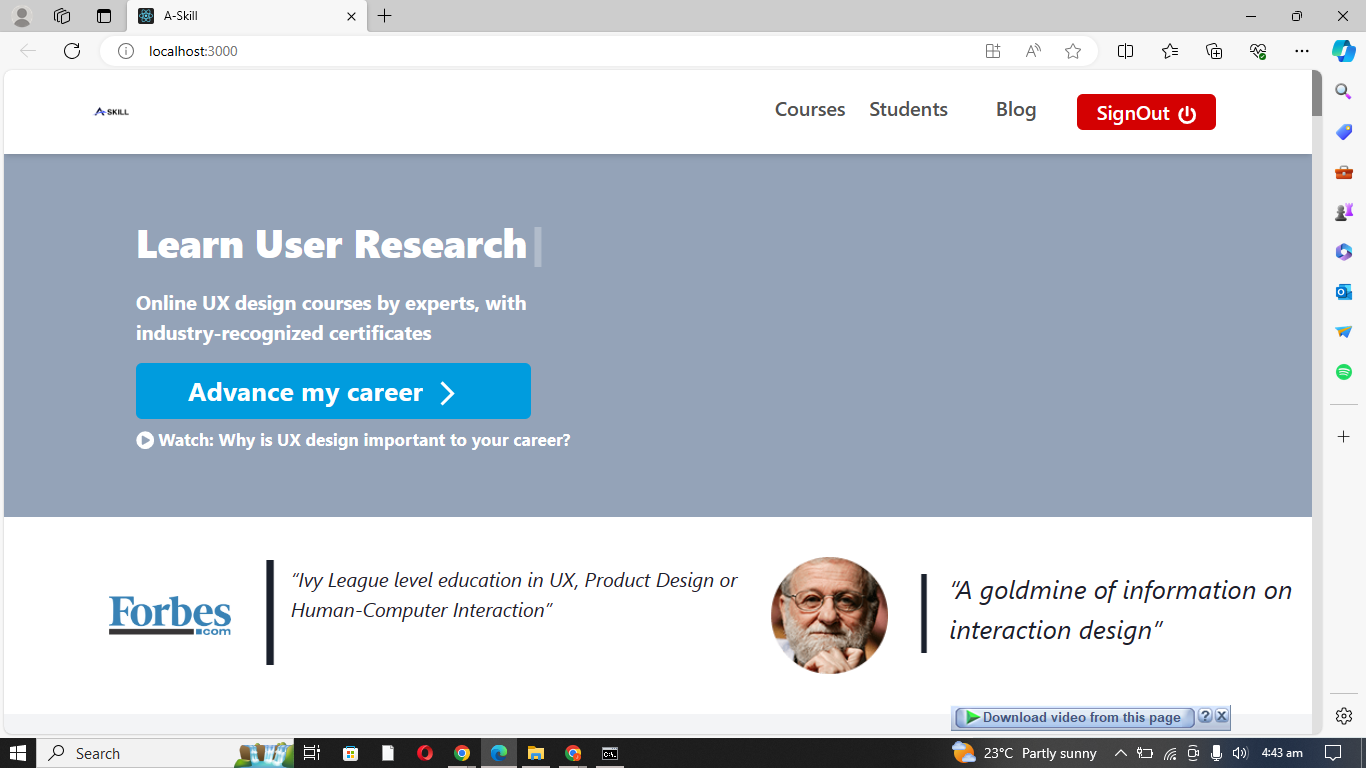 A-Skill
localhost:3000
A-SKILL
Courses Students Blog SignOut
Learn User Research
Online UX design courses by experts, with
industry-recognized certificates
Advance my career
Watch: Why is UX design important to your career?
Forbes
.com
“Ivy League level education in UX, Product Design or
Human-Computer Interaction”
“A goldmine of information on
interaction design”
Download video from this page ? X
Search
23°C Partly sunny
4:43 am